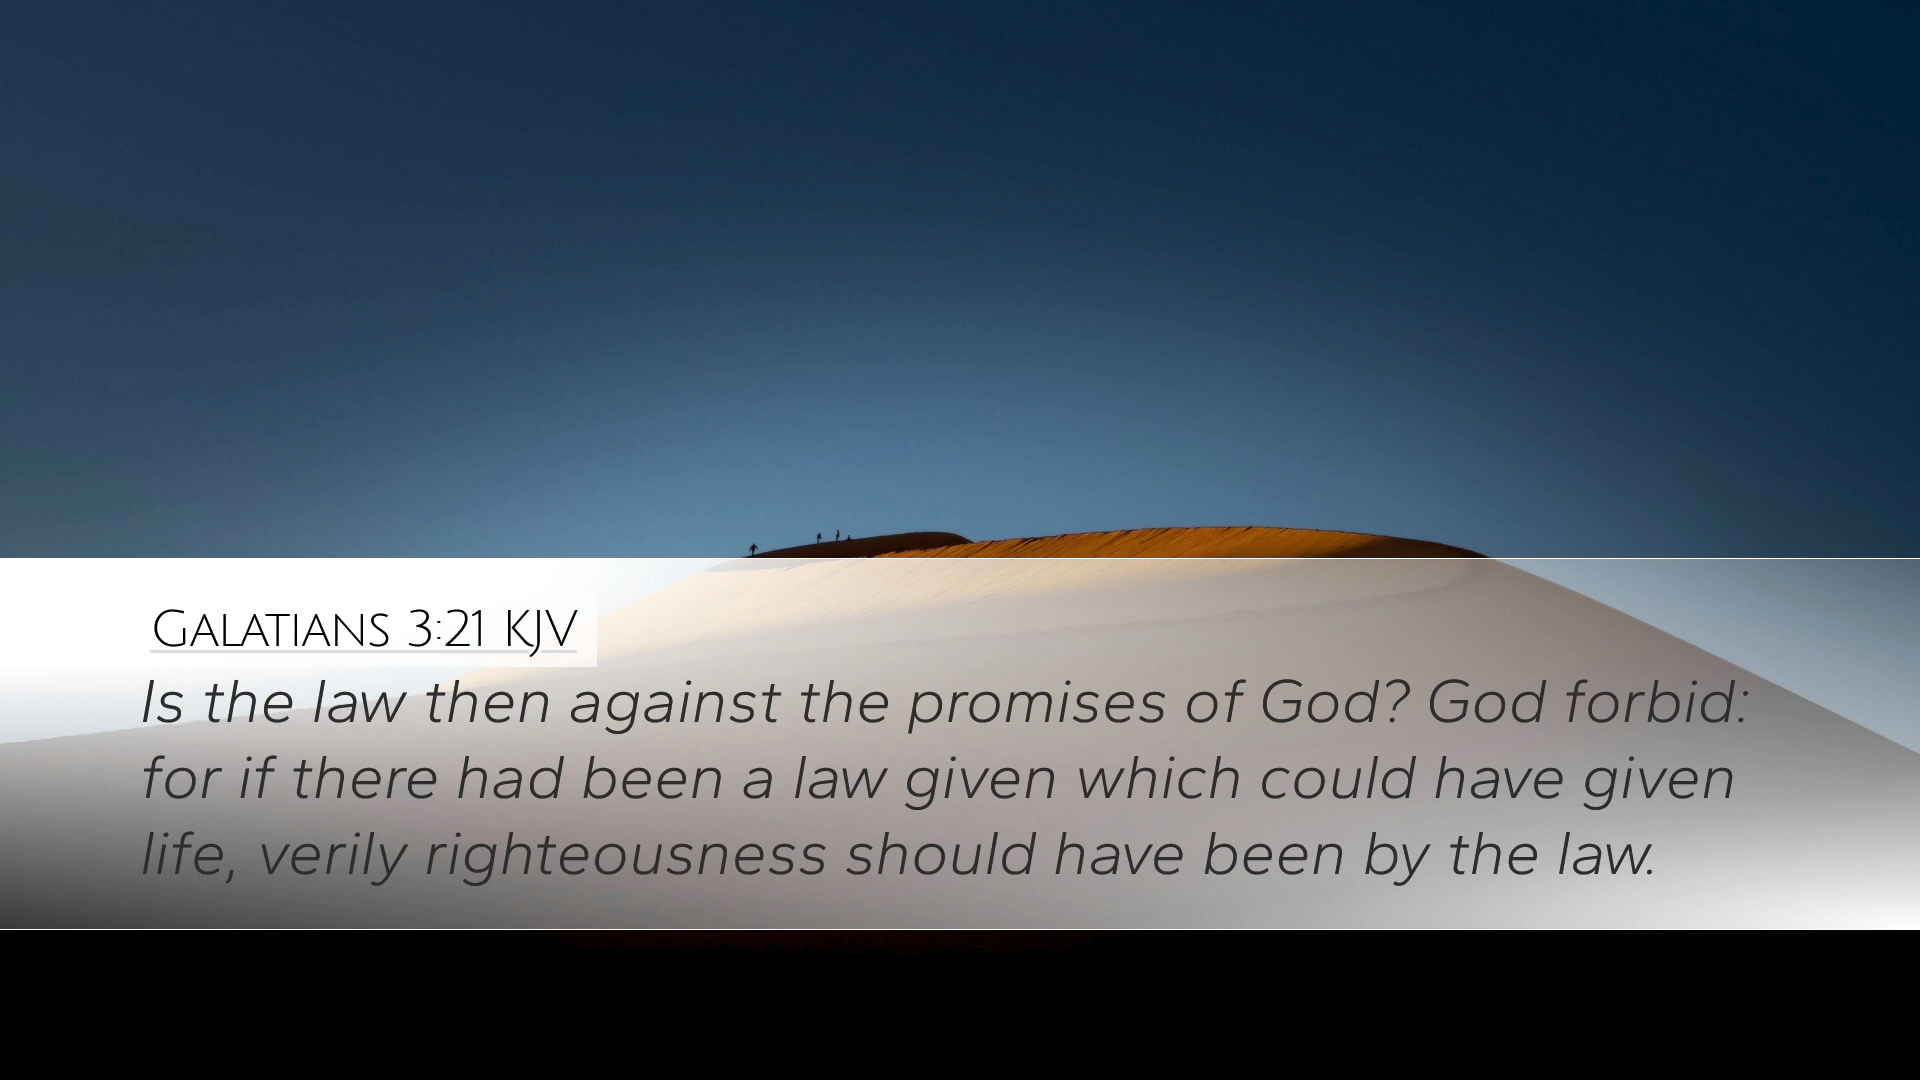 Galatians 3:21 KJV
Is the law then against the promises of God? God forbid:
for if there had been a law given which could have given
life, verily righteousness should have been by the law.